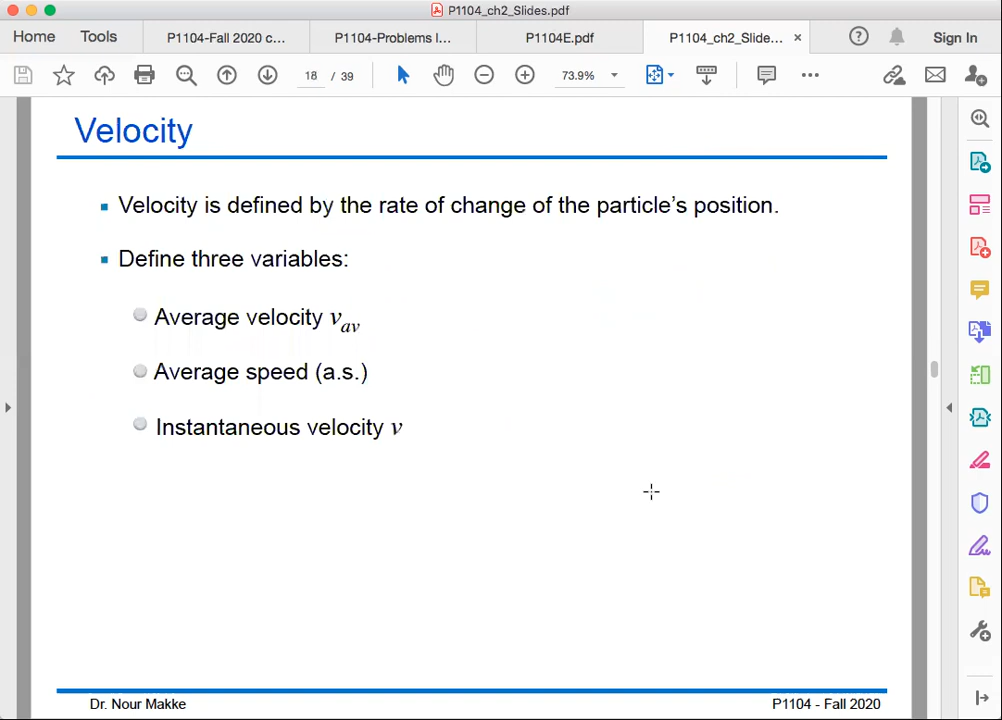 P1104_ch2_Slides.pdf
Home Tools P1104-Fall 2020 c... P1104-Problems I... P1104E.pdf P1104_ch2_Slide... × ? Sign In
18 / 39 73.9%
Velocity
Velocity is defined by the rate of change of the particle's position.
Define three variables:
Average velocity v_av
Average speed (a.s.)
Instantaneous velocity v
Dr. Nour Makke P1104 - Fall 2020